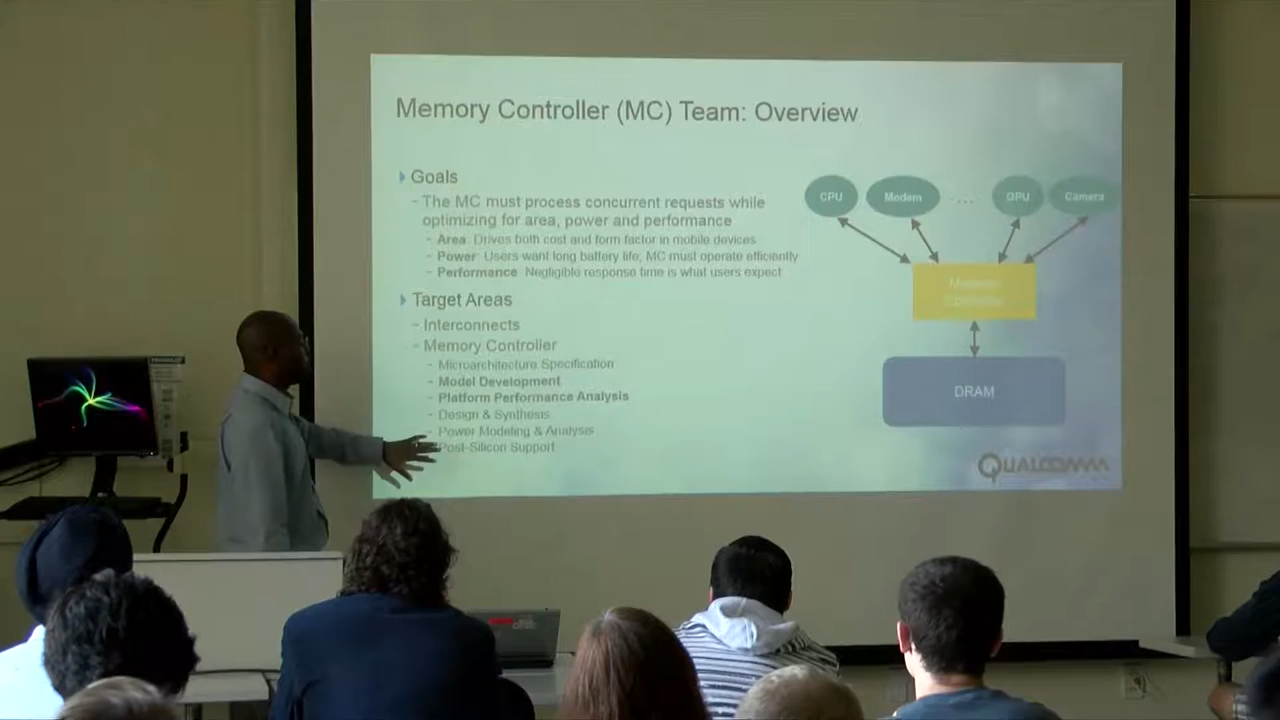 Memory Controller (MC) Team: Overview
Goals
- The MC must process concurrent requests while
optimizing for area, power and performance
- Area: Drives both cost and form factor in mobile devices
- Power: Users want long battery life; MC must operate efficiently
- Performance: Negligible response time is what users expect
Target Areas
- Interconnects
- Memory Controller
- Microarchitecture Specification
- Model Development
- Platform Performance Analysis
- Design & Synthesis
- Power Modeling & Analysis
- Post-Silicon Support
CPU
Modem
....
GPU
Camera
Memory
Controller
DRAM
QUALCOMM